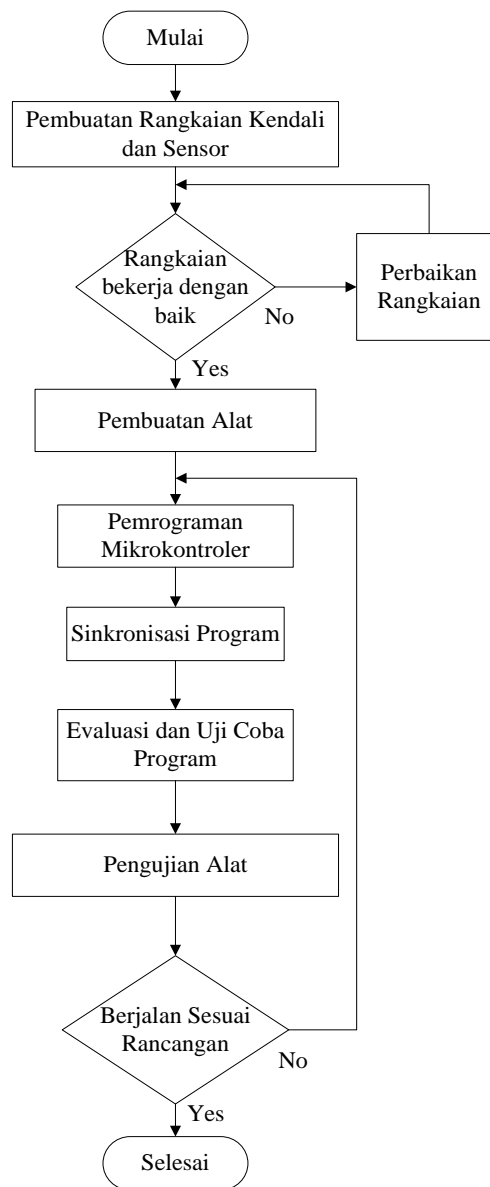 Mulai
Pembuatan Rangkaian Kendali
dan Sensor
Rangkaian
bekerja dengan
baik
No
Perbaikan
Rangkaian
Yes
Pembuatan Alat
Pemrograman
Mikrokontroler
Sinkronisasi Program
Evaluasi dan Uji Coba
Program
Pengujian Alat
Berjalan Sesuai
Rancangan
No
Yes
Selesai